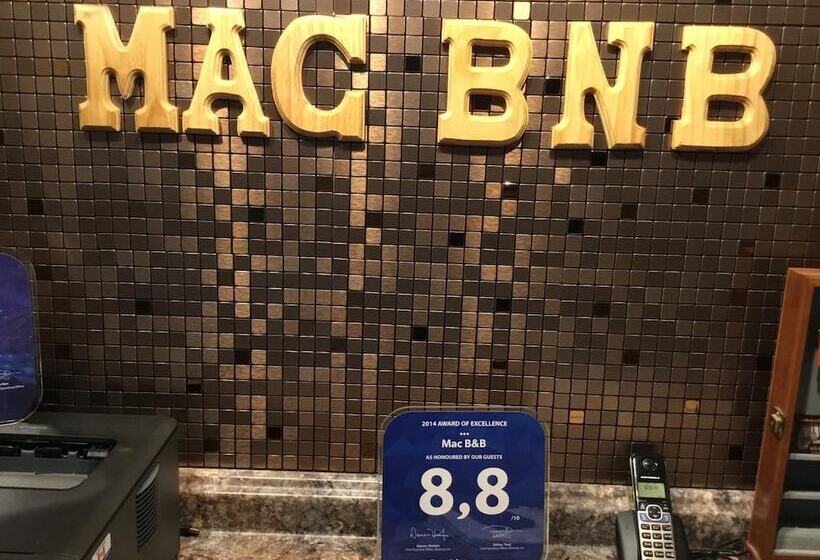 MAC BNB
2014 AWARD OF EXCELLENCE
Mac B&B
AS HONOURED BY OUR GUESTS
8,8
/10